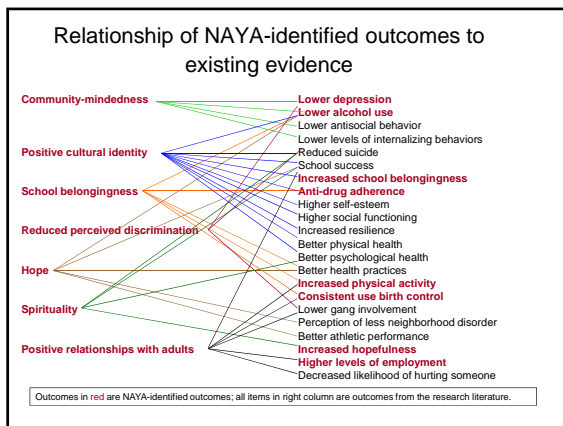 Relationship of NAYA-identified outcomes to
existing evidence
Community-mindedness
Positive cultural identity
School belongingness
Reduced perceived discrimination
Hope
Spirituality
Positive relationships with adults
Lower depression
Lower alcohol use
Lower antisocial behavior
Lower levels of internalizing behaviors
Reduced suicide
School success
Increased school belongingness
Anti-drug adherence
Higher self-esteem
Higher social functioning
Increased resilience
Better physical health
Better psychological health
Better health practices
Increased physical activity
Consistent use birth control
Lower gang involvement
Perception of less neighborhood disorder
Better athletic performance
Increased hopefulness
Higher levels of employment
Decreased likelihood of hurting someone
Outcomes in red are NAYA-identified outcomes; all items in right column are outcomes from the research literature.